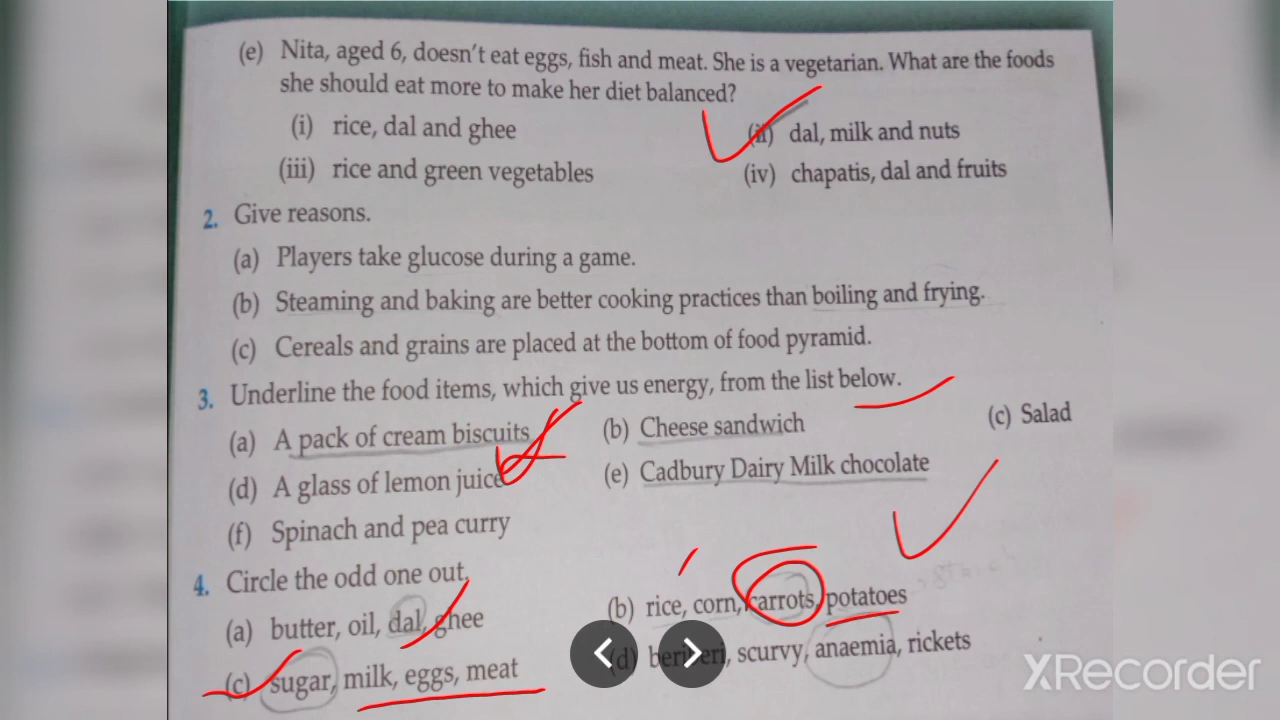 (e) Nita, aged 6, doesn't eat eggs, fish and meat. She is a vegetarian. What are the foods
she should eat more to make her diet balanced?
(i) rice, dal and ghee (ii) dal, milk and nuts
(iii) rice and green vegetables (iv) chapatis, dal and fruits
2. Give reasons.
(a) Players take glucose during a game.
(b) Steaming and baking are better cooking practices than boiling and frying.
(c) Cereals and grains are placed at the bottom of food pyramid.
3. Underline the food items, which give us energy, from the list below.
(a) A pack of cream biscuits (b) Cheese sandwich (c) Salad
(d) A glass of lemon juice (e) Cadbury Dairy Milk chocolate
(f) Spinach and pea curry
4. Circle the odd one out.
(a) butter, oil, dal, ghee (b) rice, corn, carrots, potatoes
(c) sugar, milk, eggs, meat (d) beriberi, scurvy, anaemia, rickets
XRecorder